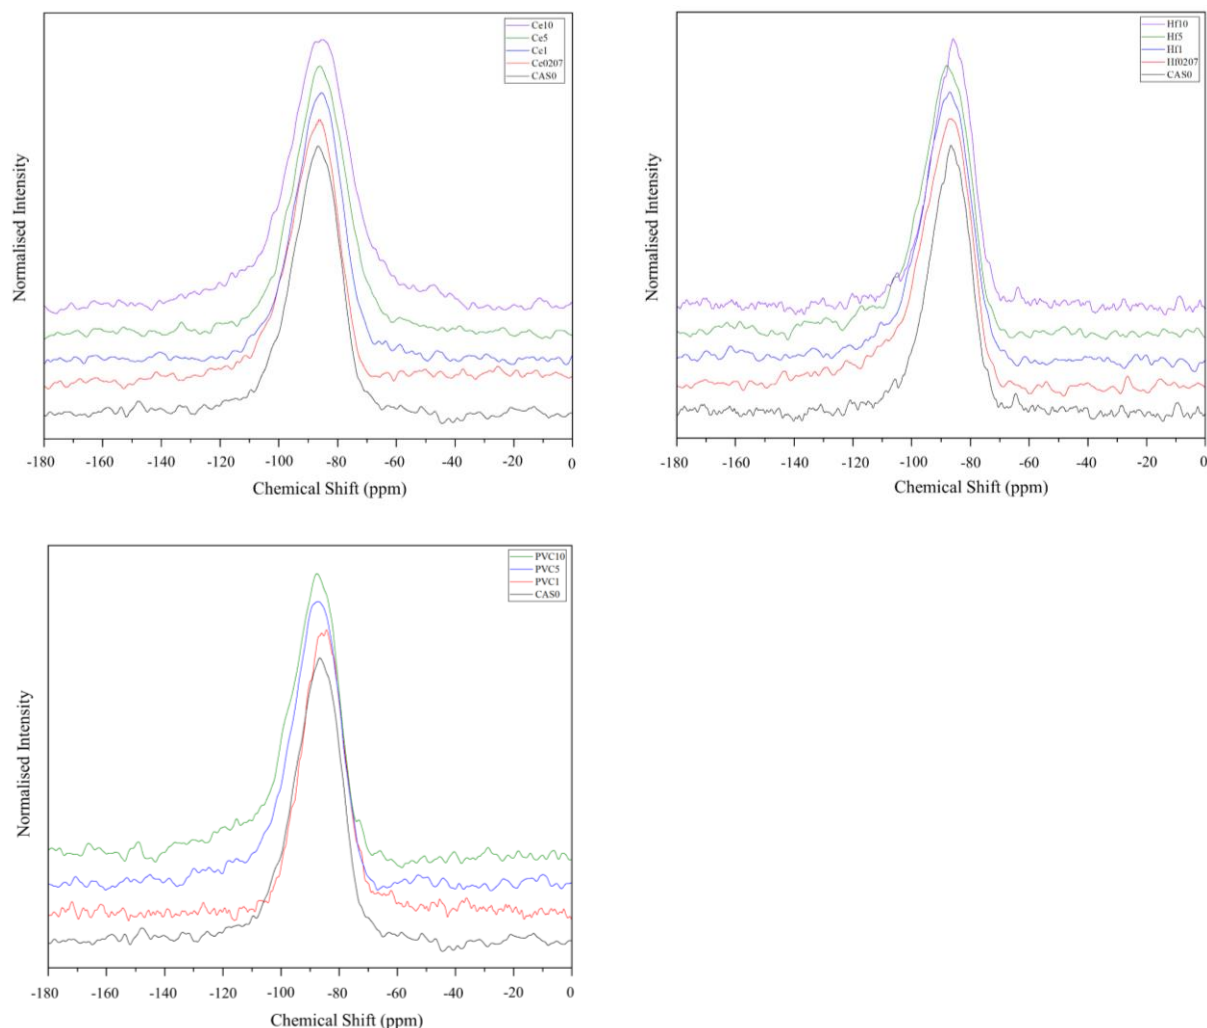 Ce10
Ce5
Ce1
Ce0207
CAS0
Normalised Intensity
-180 -160 -140 -120 -100 -80 -60 -40 -20 0
Chemical Shift (ppm)
Hf10
Hf5
Hf1
Hf0207
CAS0
Normalised Intensity
-180 -160 -140 -120 -100 -80 -60 -40 -20 0
Chemical Shift (ppm)
PVC10
PVC5
PVC1
CAS0
Normalised Intensity
-180 -160 -140 -120 -100 -80 -60 -40 -20 0
Chemical Shift (ppm)